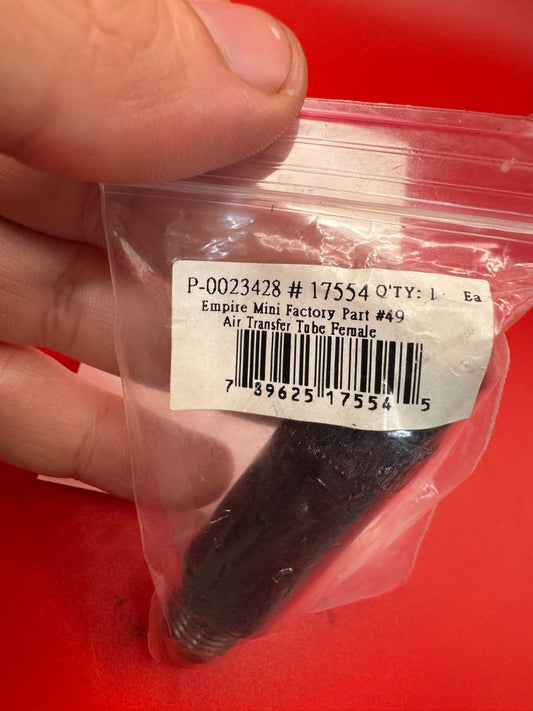 P-0023428 # 17554 Q'TY: 1 Ea
Empire Mini Factory Part #49
Air Transfer Tube Female
7 89625 17554 5